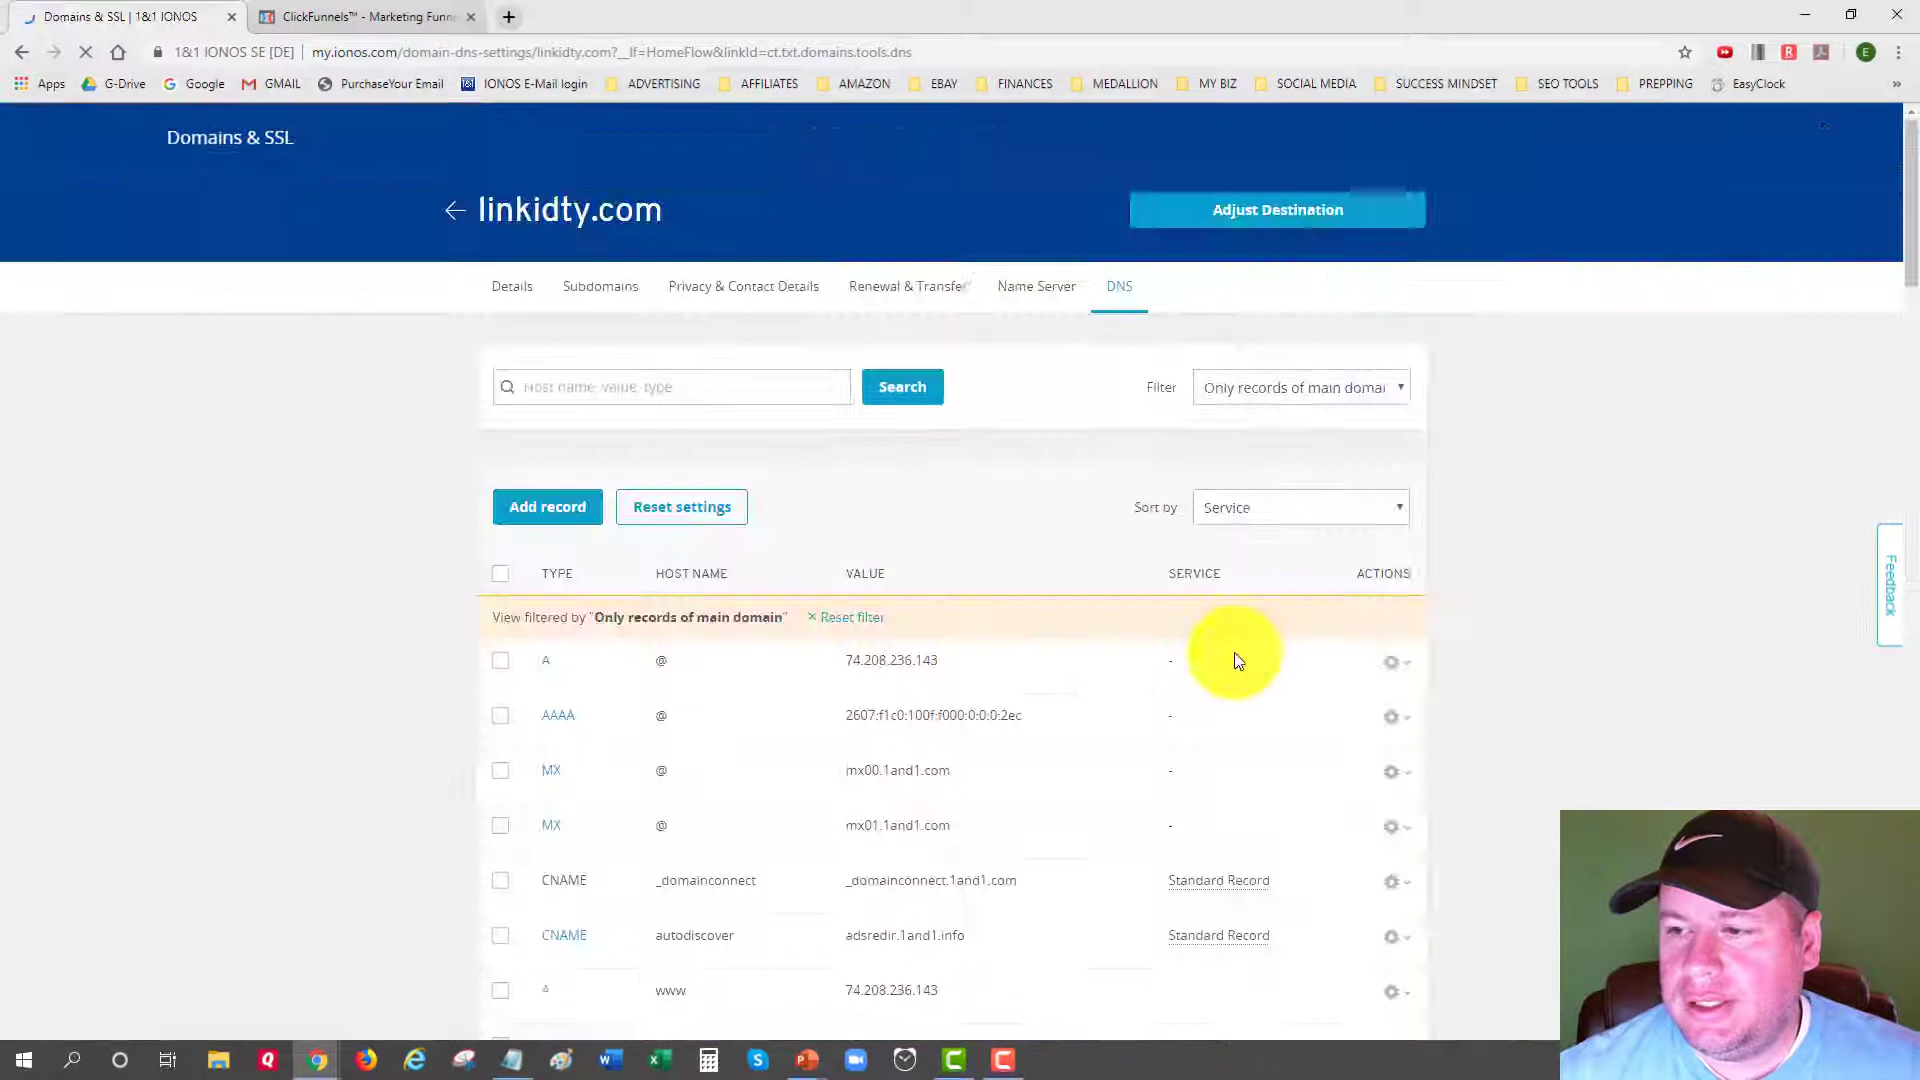 Domains & SSL | 1&1 IONOS
ClickFunnels™ - Marketing Funn
1&1 IONOS SE [DE] | my.ionos.com/domain-dns-settings/linkidty.com?__lf=HomeFlow&linkId=ct.txt.domains.tools.dns
Apps G-Drive Google GMAIL PurchaseYour Email IONOS E-Mail login ADVERTISING AFFILIATES AMAZON EBAY FINANCES MEDALLION MY BIZ SOCIAL MEDIA SUCCESS MINDSET SEO TOOLS PREPPING EasyClock
Domains & SSL
linkidty.com
Adjust Destination
Details Subdomains Privacy & Contact Details Renewal & Transfer Name Server DNS
Host name, value, type
Search
Filter
Only records of main domai
Add record
Reset settings
Sort by
Service
TYPE HOST NAME VALUE SERVICE ACTIONS
View filtered by "Only records of main domain" × Reset filter
A @ 74.208.236.143 -
AAAA @ 2607:f1c0:100f:f000:0:0:0:2ec -
MX @ mx00.1and1.com -
MX @ mx01.1and1.com -
CNAME _domainconnect _domainconnect.1and1.com Standard Record
CNAME autodiscover adsredir.1and1.info Standard Record
A www 74.208.236.143
Feedback